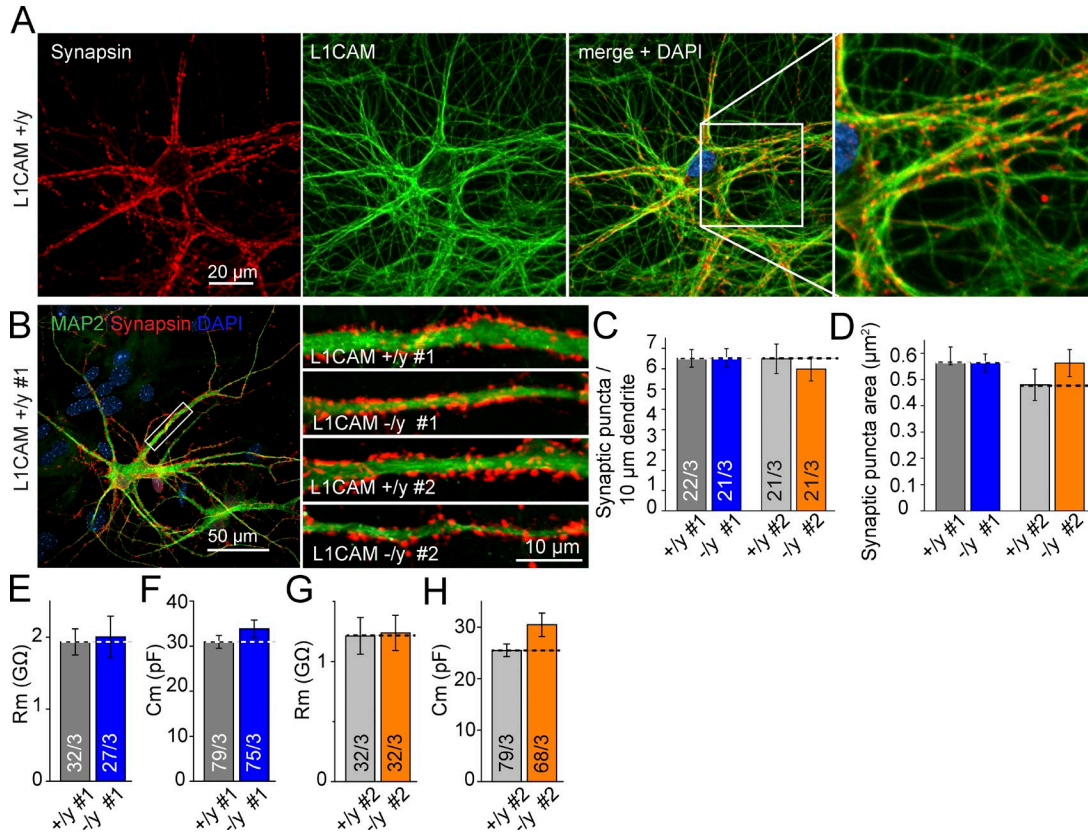 A
Synapsin
L1CAM
merge + DAPI
L1CAM +/y
20 µm
B
MAP2 Synapsin DAPI
L1CAM +/y #1
50 µm
L1CAM +/y #1
L1CAM -/y #1
L1CAM +/y #2
L1CAM -/y #2
10 µm
C
Synaptic puncta /
10 µm dendrite
7
6
5
4
3
2
1
0
22/3
21/3
21/3
21/3
+/y #1
-/y #1
+/y #2
-/y #2
D
Synaptic puncta area (µm²)
0.6
0.5
0.4
0.2
0.1
0
+/y #1
-/y #1
+/y #2
-/y #2
E
Rm (GΩ)
2
1
0
32/3
27/3
+/y #1
-/y #1
F
Cm (pF)
40
30
20
10
0
79/3
75/3
+/y #1
-/y #1
G
Rm (GΩ)
1
0
32/3
32/3
+/y #2
-/y #2
H
Cm (pF)
30
20
10
0
79/3
68/3
+/y #2
-/y #2